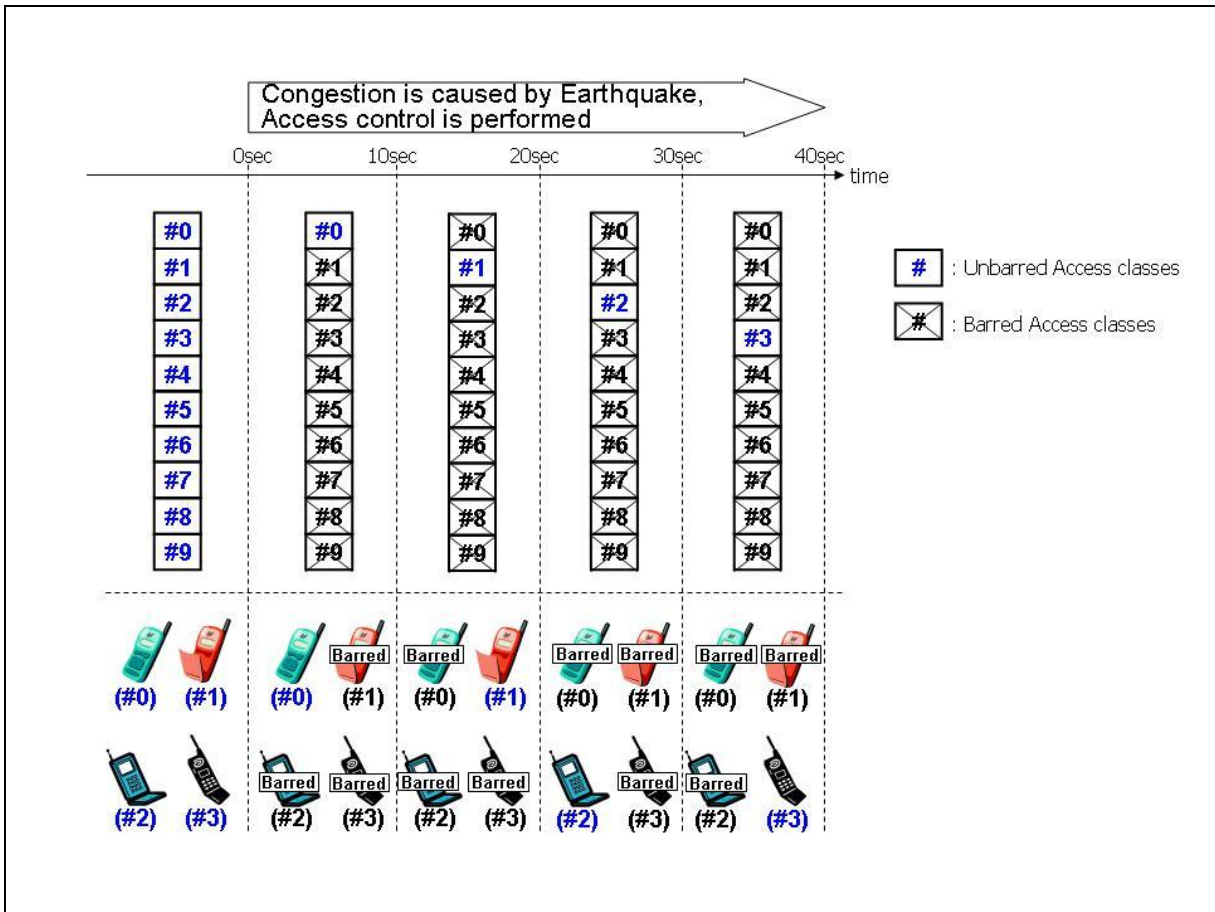 Congestion is caused by Earthquake,
Access control is performed
0sec 10sec 20sec 30sec 40sec
time
#0 #0 #0 #0 #0
#1 #1 #1 #1 #1
#2 #2 #2 #2 #2
#3 #3 #3 #3 #3
#4 #4 #4 #4 #4
#5 #5 #5 #5 #5
#6 #6 #6 #6 #6
#7 #7 #7 #7 #7
#8 #8 #8 #8 #8
#9 #9 #9 #9 #9
# : Unbarred Access classes
# : Barred Access classes
Barred Barred Barred Barred Barred Barred
(#0) (#1) (#0) (#1) (#0) (#1) (#0) (#1) (#0) (#1)
Barred Barred Barred Barred Barred Barred
(#2) (#3) (#2) (#3) (#2) (#3) (#2) (#3) (#2) (#3)